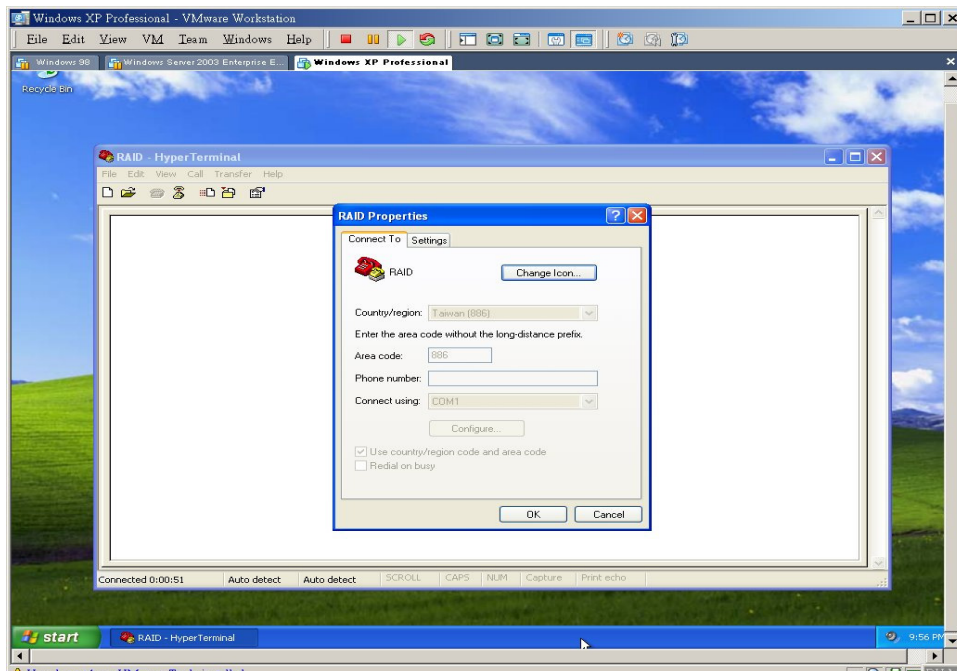 Windows XP Professional - VMware Workstation
File Edit View VM Team Windows Help
Windows 98 Windows Server 2003 Enterprise E... Windows XP Professional
Recycle Bin
RAID - HyperTerminal
File Edit View Call Transfer Help
RAID Properties
Connect To Settings
RAID Change Icon...
Country/region: Taiwan (886)
Enter the area code without the long-distance prefix.
Area code: 886
Phone number:
Connect using: COM1
Configure...
Use country/region code and area code
Redial on busy
OK Cancel
Connected 0:00:51 Auto detect Auto detect SCROLL CAPS NUM Capture Print echo
start RAID - HyperTerminal 9:56 PM